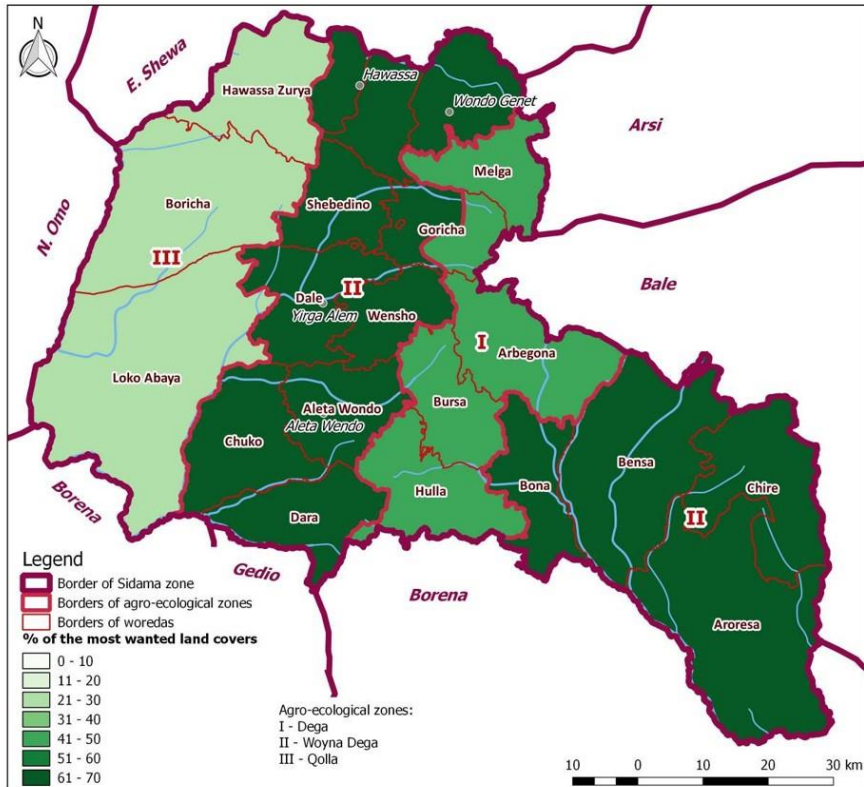 N
E. Shewa
Hawassa
Hawassa Zurya
Wondo Genet
Arsi
Melga
N. Omo
Boricha
Shebedino
Goricha
III
Bale
Dale
II
Yirga Alem
Wensho
I
Arbegona
Loko Abaya
Bursa
Aleta Wondo
Aleta Wendo
Chuko
Bensa
Bona
Chire
Hulla
Borena
II
Dara
Legend
Gedio
Borena
Aroresa
Border of Sidama zone
Borders of agro-ecological zones
Borders of woredas
% of the most wanted land covers
0 - 10
11 - 20
21 - 30
31 - 40
41 - 50
51 - 60
61 - 70
Agro-ecological zones:
I - Dega
II - Woyna Dega
III - Qolla
10 0 10 20 30 km